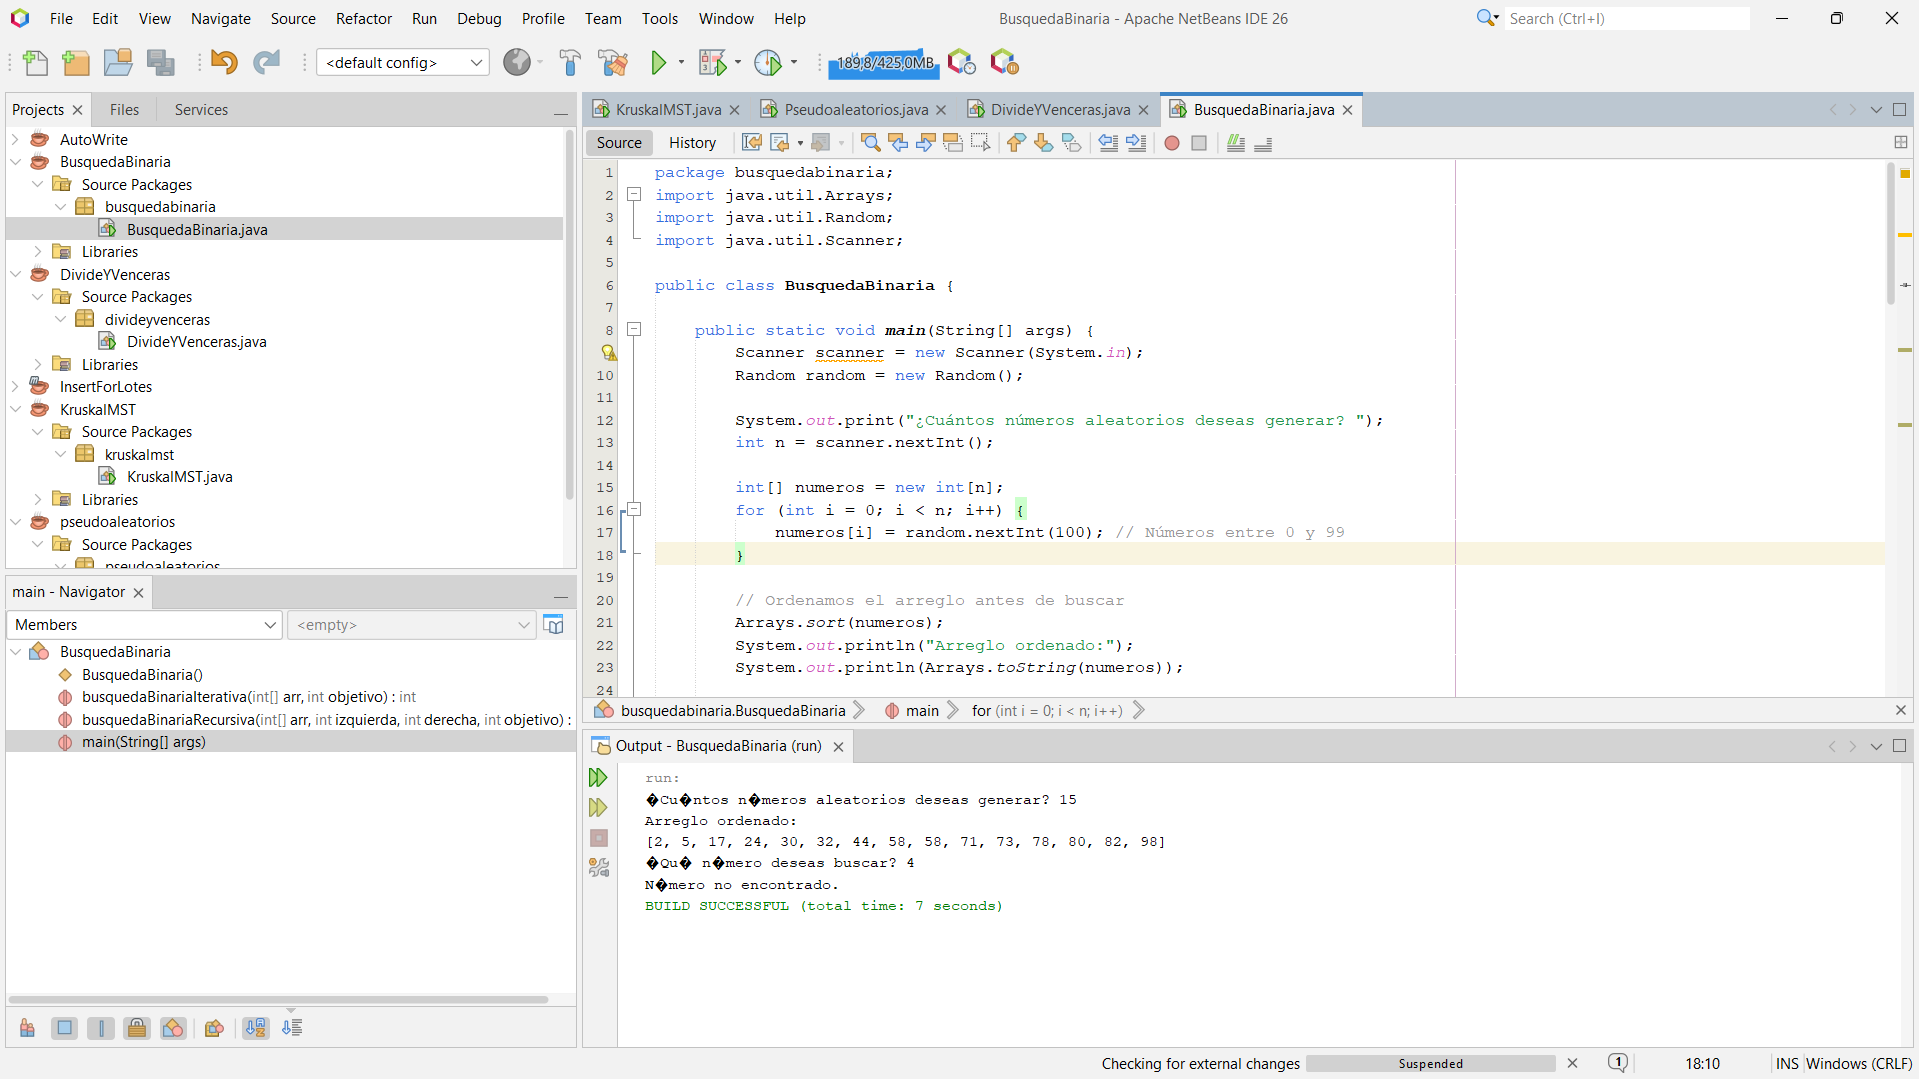 File Edit View Navigate Source Refactor Run Debug Profile Team Tools Window Help
BusquedaBinaria - Apache NetBeans IDE 26
Search (Ctrl+I)
<default config>
189,8/425,0MB
Projects
Files
Services
AutoWrite
BusquedaBinaria
Source Packages
busquedabinaria
BusquedaBinaria.java
Libraries
DivideYVenceras
Source Packages
divideyvenceras
DivideYVenceras.java
Libraries
InsertForLotes
KruskalMST
Source Packages
kruskalmst
KruskalMST.java
Libraries
pseudoaleatorios
Source Packages
pseudoaleatorios
main - Navigator
Members
<empty>
BusquedaBinaria
BusquedaBinaria()
busquedaBinariaIterativa(int[] arr, int objetivo) : int
busquedaBinariaRecursiva(int[] arr, int izquierda, int derecha, int objetivo) :
main(String[] args)
KruskalMST.java
Pseudoaleatorios.java
DivideYVenceras.java
BusquedaBinaria.java
Source
History
1 package busquedabinaria;
2 import java.util.Arrays;
3 import java.util.Random;
4 import java.util.Scanner;
5
6 public class BusquedaBinaria {
7
8 public static void main(String[] args) {
Scanner scanner = new Scanner(System.in);
10 Random random = new Random();
11
12 System.out.print("¿Cuántos números aleatorios deseas generar? ");
13 int n = scanner.nextInt();
14
15 int[] numeros = new int[n];
16 for (int i = 0; i < n; i++) {
17 numeros[i] = random.nextInt(100); // Números entre 0 y 99
18 }
19
20 // Ordenamos el arreglo antes de buscar
21 Arrays.sort(numeros);
22 System.out.println("Arreglo ordenado:");
23 System.out.println(Arrays.toString(numeros));
24
busquedabinaria.BusquedaBinaria
main
for (int i = 0; i < n; i++)
Output - BusquedaBinaria (run)
run:
�Cu�ntos n�meros aleatorios deseas generar? 15
Arreglo ordenado:
[2, 5, 17, 24, 30, 32, 44, 58, 58, 71, 73, 78, 80, 82, 98]
�Qu� n�mero deseas buscar? 4
N�mero no encontrado.
BUILD SUCCESSFUL (total time: 7 seconds)
Checking for external changes
Suspended
1
18:10
INS
Windows (CRLF)